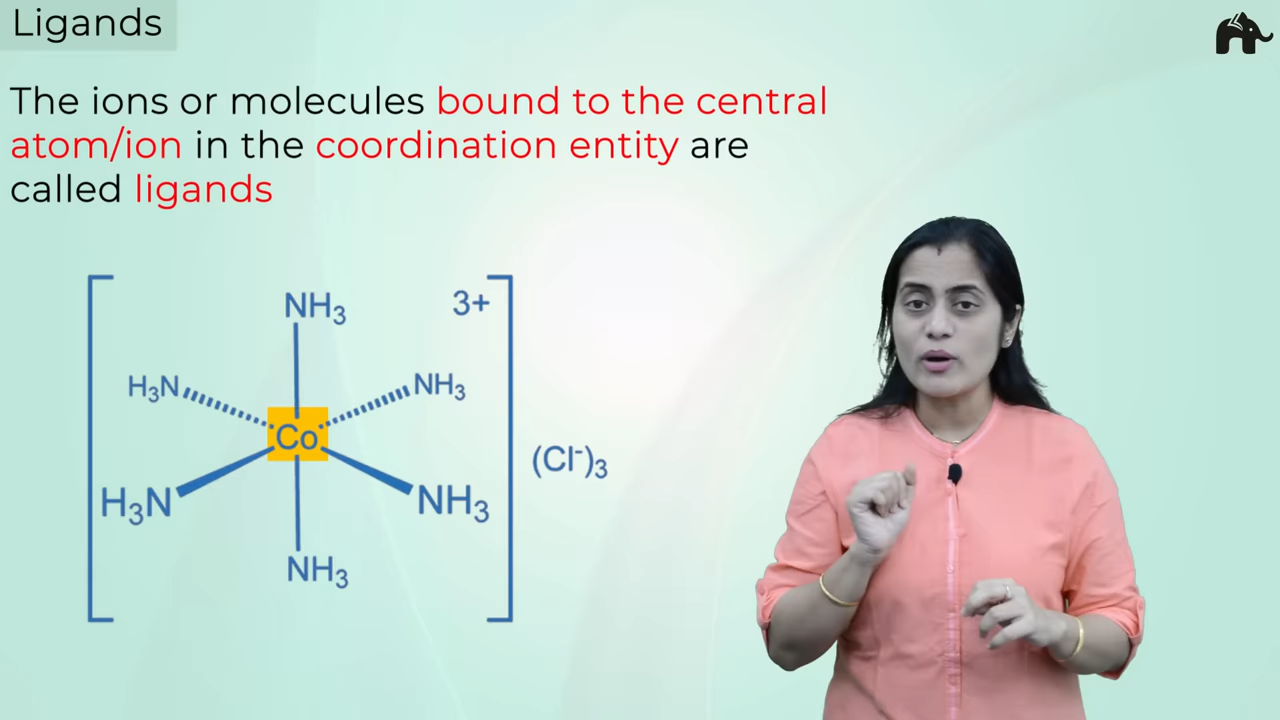 Ligands
The ions or molecules bound to the central
atom/ion in the coordination entity are
called ligands
NH₃ 3+
H₃N NH₃
Co
(Cl⁻)₃
H₃N NH₃
NH₃